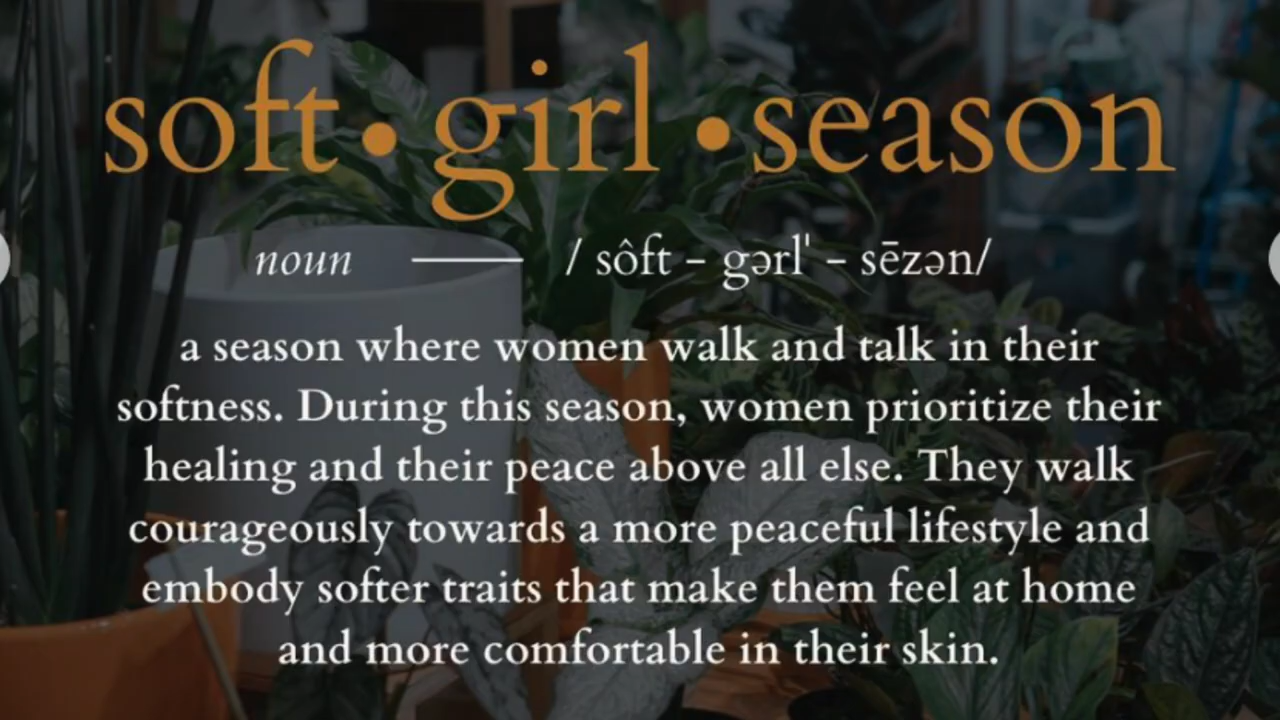 soft•girl•season
noun — / sôft - gərl' - sēzən/
a season where women walk and talk in their
softness. During this season, women prioritize their
healing and their peace above all else. They walk
courageously towards a more peaceful lifestyle and
embody softer traits that make them feel at home
and more comfortable in their skin.